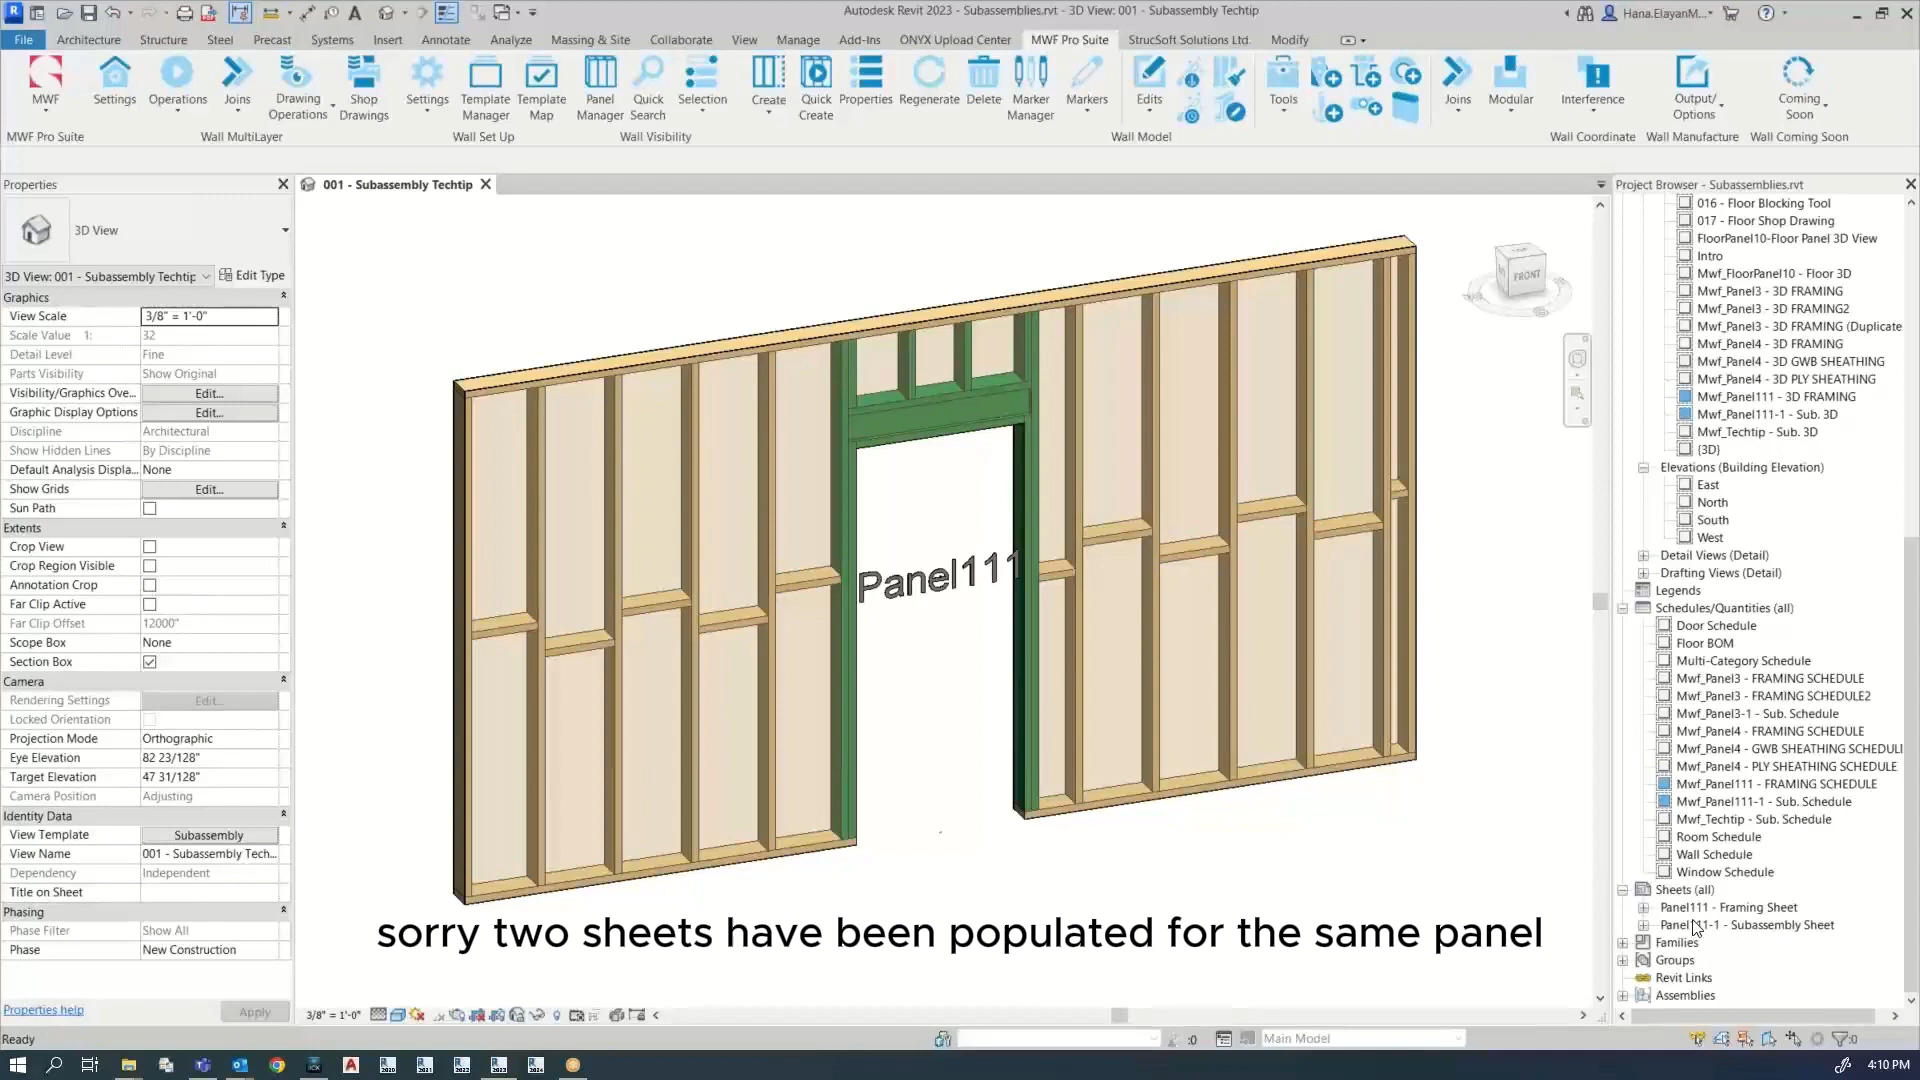 Autodesk Revit 2023 - Subassemblies.rvt - 3D View: 001 - Subassembly Techtip
Hana.ElayanM...
File Architecture Structure Steel Precast Systems Insert Annotate Analyze Massing & Site Collaborate View Manage Add-Ins ONYX Upload Center MWF Pro Suite StrucSoft Solutions Ltd. Modify
MWF Settings Operations Joins Drawing Operations Shop Drawings Settings Template Manager Template Map Panel Manager Quick Search Selection Create Quick Create Properties Regenerate Delete Marker Manager Markers Edits Tools Joins Modular Interference Output/ Options Coming Soon
MWF Pro Suite Wall MultiLayer Wall Set Up Wall Visibility Wall Model Wall Coordinate Wall Manufacture Wall Coming Soon
Properties
3D View
3D View: 001 - Subassembly Techtip Edit Type
Graphics
View Scale 3/8" = 1'-0"
Scale Value 1: 32
Detail Level Fine
Parts Visibility Show Original
Visibility/Graphics Ove... Edit...
Graphic Display Options Edit...
Discipline Architectural
Show Hidden Lines By Discipline
Default Analysis Displa... None
Show Grids Edit...
Sun Path
Extents
Crop View
Crop Region Visible
Annotation Crop
Far Clip Active
Far Clip Offset 12000"
Scope Box None
Section Box
Camera
Rendering Settings Edit...
Locked Orientation
Projection Mode Orthographic
Eye Elevation 82 23/128"
Target Elevation 47 31/128"
Camera Position Adjusting
Identity Data
View Template Subassembly
View Name 001 - Subassembly Tech...
Dependency Independent
Title on Sheet
Phasing
Phase Filter Show All
Phase New Construction
Properties help Apply
001 - Subassembly Techtip
FRONT
Panel111
sorry two sheets have been populated for the same panel
3/8" = 1'-0"
Project Browser - Subassemblies.rvt
016 - Floor Blocking Tool
017 - Floor Shop Drawing
FloorPanel10-Floor Panel 3D View
Intro
Mwf_FloorPanel10 - Floor 3D
Mwf_Panel3 - 3D FRAMING
Mwf_Panel3 - 3D FRAMING2
Mwf_Panel3 - 3D FRAMING (Duplicate
Mwf_Panel4 - 3D FRAMING
Mwf_Panel4 - 3D GWB SHEATHING
Mwf_Panel4 - 3D PLY SHEATHING
Mwf_Panel111 - 3D FRAMING
Mwf_Panel111-1 - Sub. 3D
Mwf_Techtip - Sub. 3D
{3D}
Elevations (Building Elevation)
East
North
South
West
Detail Views (Detail)
Drafting Views (Detail)
Legends
Schedules/Quantities (all)
Door Schedule
Floor BOM
Multi-Category Schedule
Mwf_Panel3 - FRAMING SCHEDULE
Mwf_Panel3 - FRAMING SCHEDULE2
Mwf_Panel3-1 - Sub. Schedule
Mwf_Panel4 - FRAMING SCHEDULE
Mwf_Panel4 - GWB SHEATHING SCHEDULI
Mwf_Panel4 - PLY SHEATHING SCHEDULE
Mwf_Panel111 - FRAMING SCHEDULE
Mwf_Panel111-1 - Sub. Schedule
Mwf_Techtip - Sub. Schedule
Room Schedule
Wall Schedule
Window Schedule
Sheets (all)
Panel111 - Framing Sheet
Panel111-1 - Subassembly Sheet
Families
Groups
Revit Links
Assemblies
Ready
:0 Main Model :0
4:10 PM